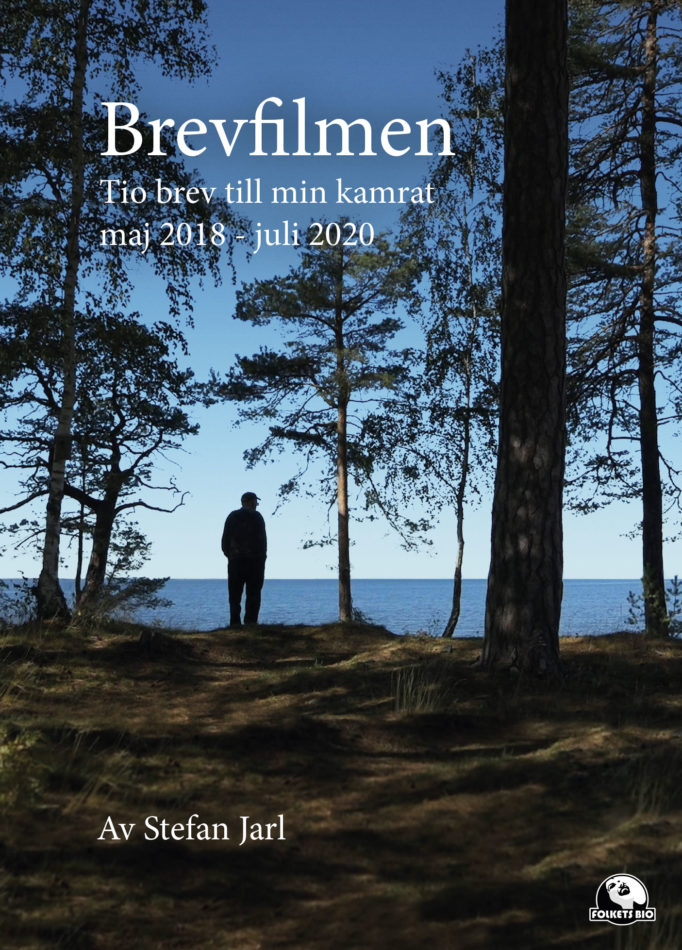 Brevfilmen
Tio brev till min kamrat
maj 2018 - juli 2020
Av Stefan Jarl
FOLKETS BIO